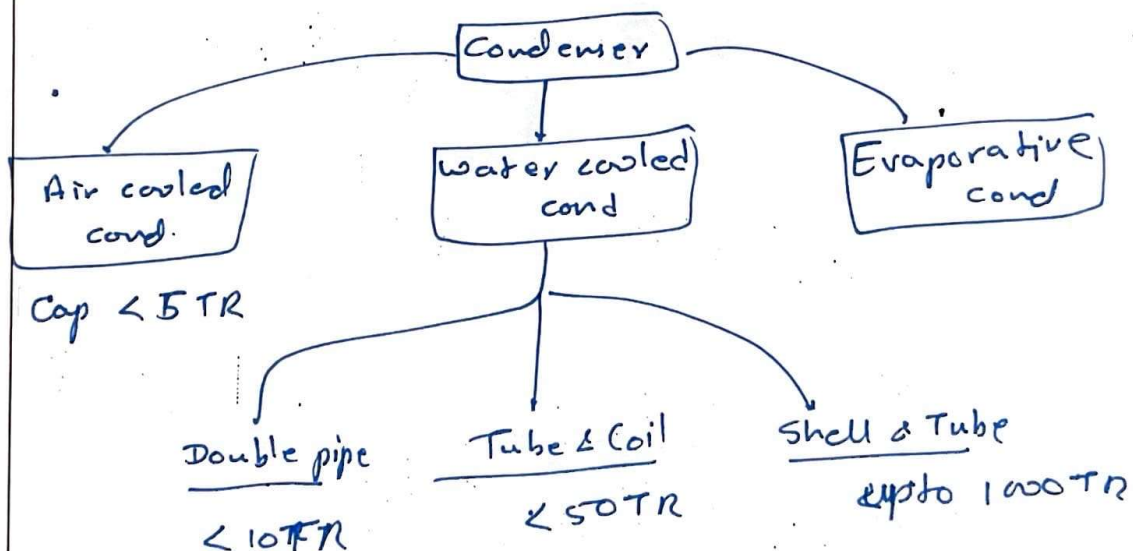 Condenser
Air cooled
cond.
Water cooled
cond
Evaporative
cond
Cap < 5 TR
Double pipe
< 10 TR
Tube & Coil
< 50 TR
Shell & Tube
upto 1000 TR